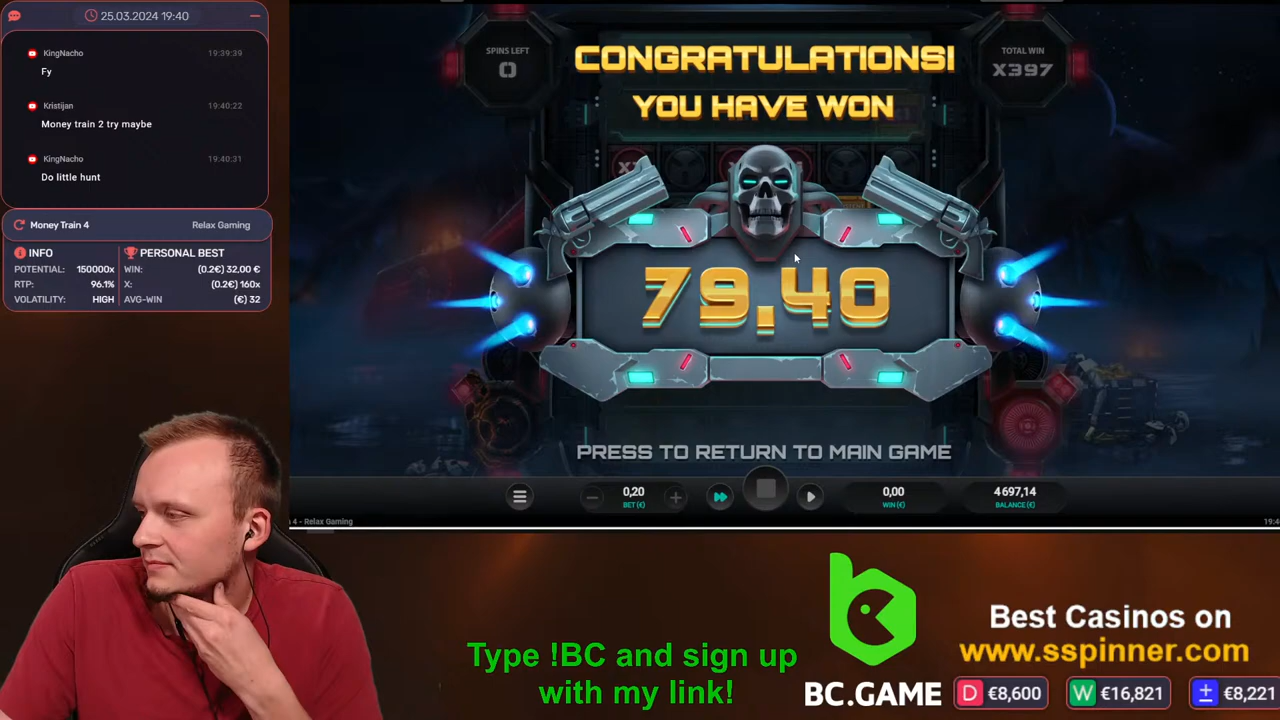 25.03.2024 19:40
KingNacho 19:39:39
Fy
Kristijan 19:40:22
Money train 2 try maybe
KingNacho 19:40:31
Do little hunt
Money Train 4 Relax Gaming
INFO
POTENTIAL: 150000x
RTP: 96.1%
VOLATILITY: HIGH
PERSONAL BEST
WIN: (0.2€) 32,00 €
X: (0.2€) 160x
AVG-WIN (€) 32
SPINS LEFT
0
CONGRATULATIONS!
YOU HAVE WON
TOTAL WIN
X397
79,40
PRESS TO RETURN TO MAIN GAME
0,20
BET (€)
0,00
WIN (€)
4 697,14
BALANCE (€)
4 - Relax Gaming
Type !BC and sign up
with my link!
BC.GAME
Best Casinos on
www.sspinner.com
D €8,600 W €16,821 ± €8,221